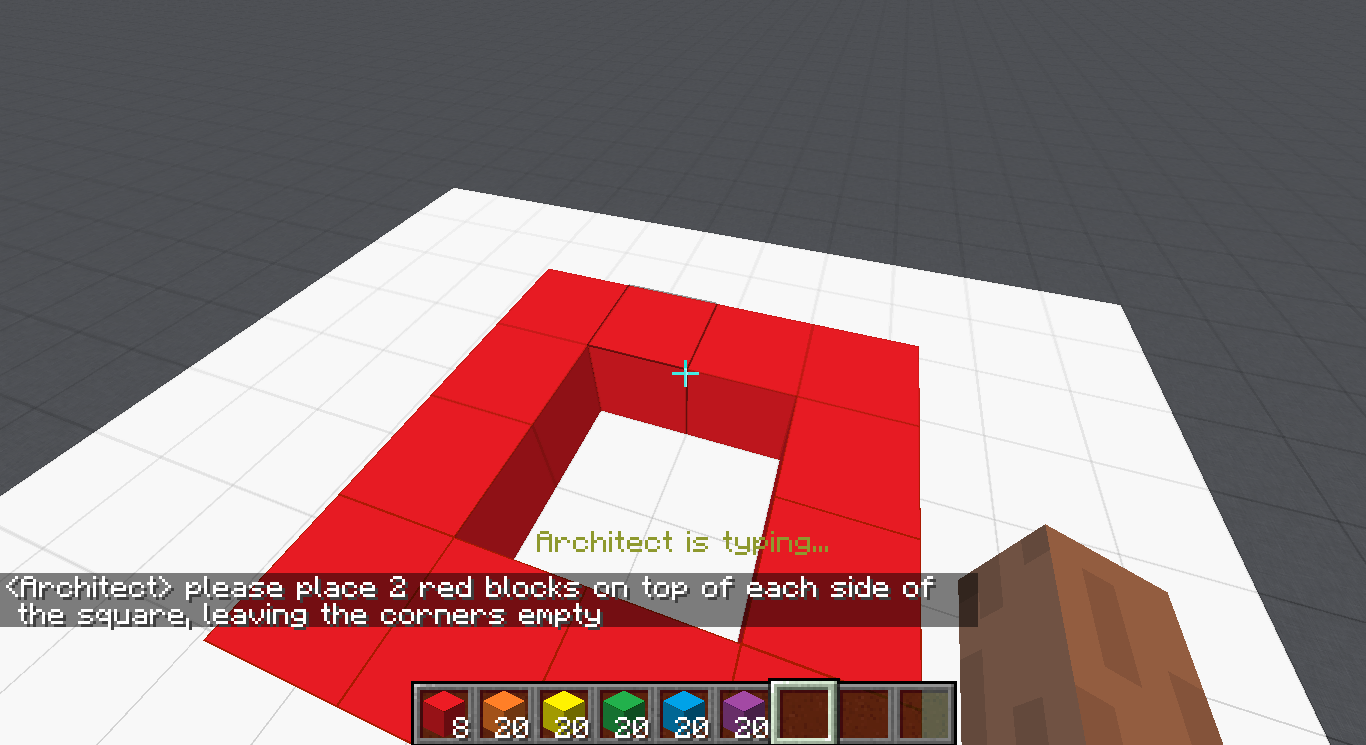 Architect is typing...
<Architect> please place 2 red blocks on top of each side of
the square, leaving the corners empty
8 20 20 20 20 20